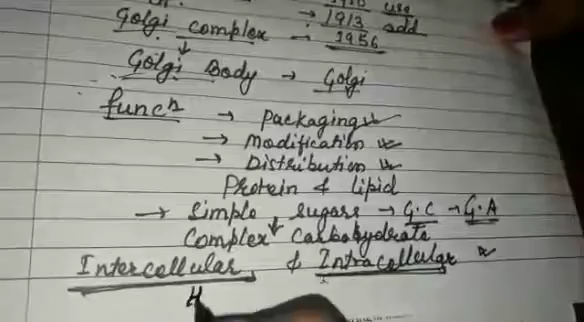 → 1913 add
Golgi complex → 1956
Golgi Body → Golgi
funcⁿ → Packaging
→ Modification
→ Distribution
Protein & lipid
→ Simple sugars → G.C → G.A
Complex Carbohydrate
Intercellular & Intracellular